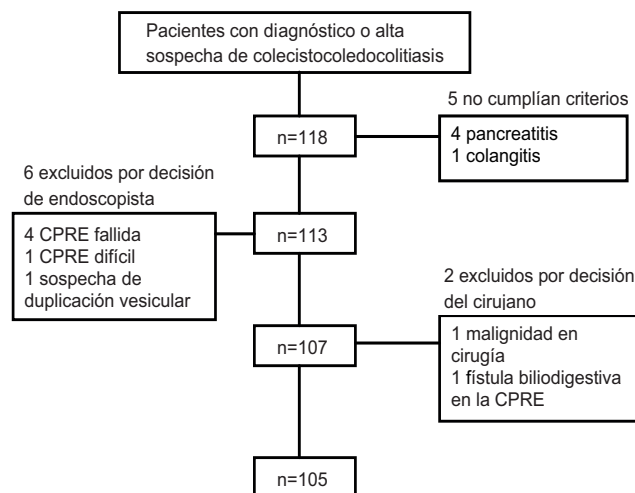 Pacientes con diagnóstico o alta
sospecha de colecistocoledocolitiasis
5 no cumplían criterios
n=118
4 pancreatitis
1 colangitis
6 excluidos por decisión
de endoscopista
4 CPRE fallida
1 CPRE difícil
1 sospecha de
duplicación vesicular
n=113
2 excluidos por decisión
del cirujano
n=107
1 malignidad en
cirugía
1 fístula biliodigestiva
en la CPRE
n=105